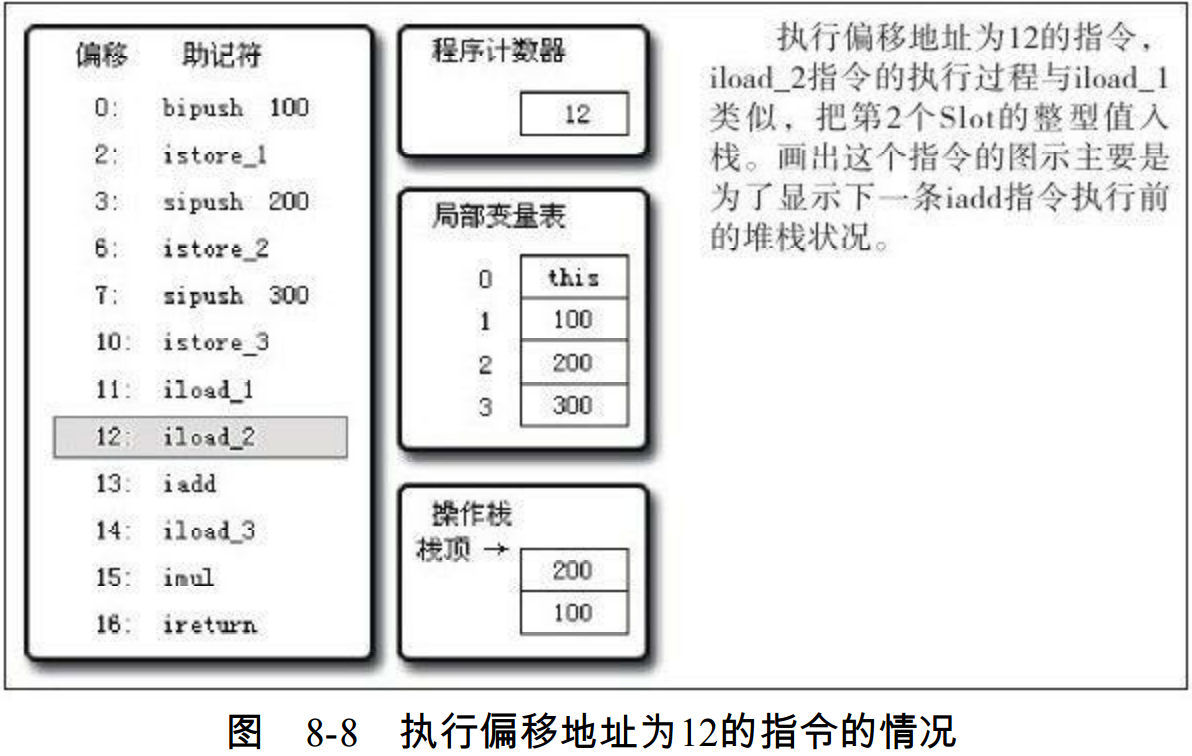 偏移 助记符
0: bipush 100
2: istore_1
3: sipush 200
6: istore_2
7: sipush 300
10: istore_3
11: iload_1
12: iload_2
13: iadd
14: iload_3
15: imul
16: ireturn
程序计数器
12
局部变量表
0 this
1 100
2 200
3 300
操作栈
栈顶 →
200
100
执行偏移地址为12的指令，
iload_2指令的执行过程与iload_1
类似，把第2个Slot的整型值入
栈。画出这个指令的图示主要是
为了显示下一条iadd指令执行前
的堆栈状况。
图 8-8 执行偏移地址为12的指令的情况